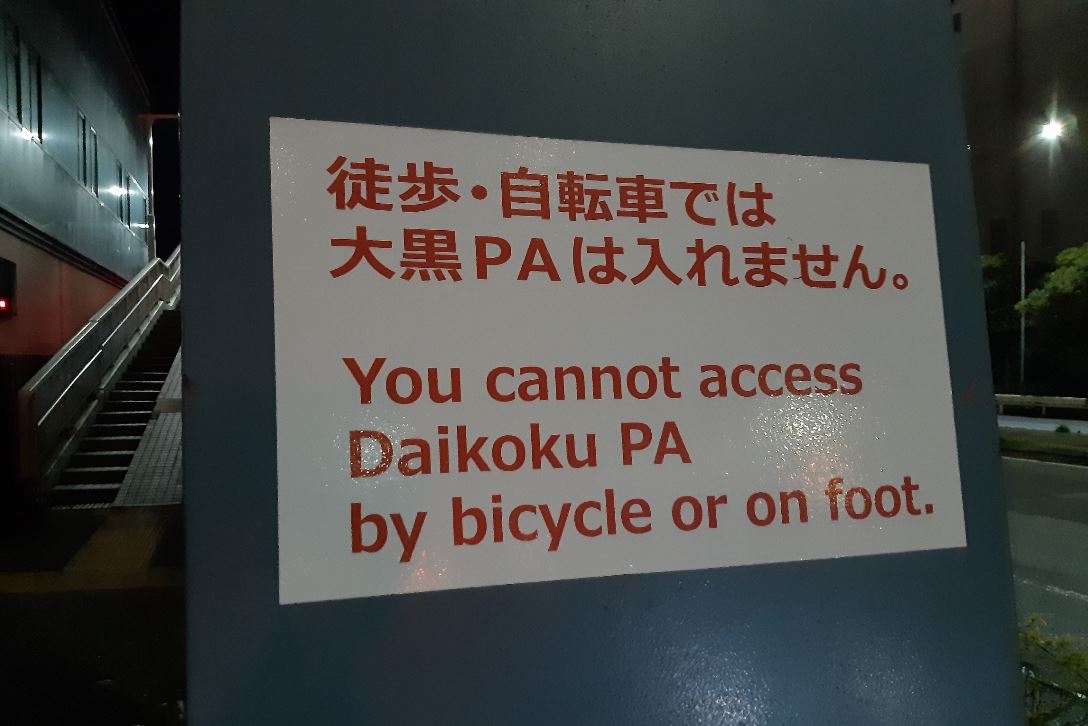 徒歩・自転車では
大黒PAは入れません。
You cannot access
Daikoku PA
by bicycle or on foot.